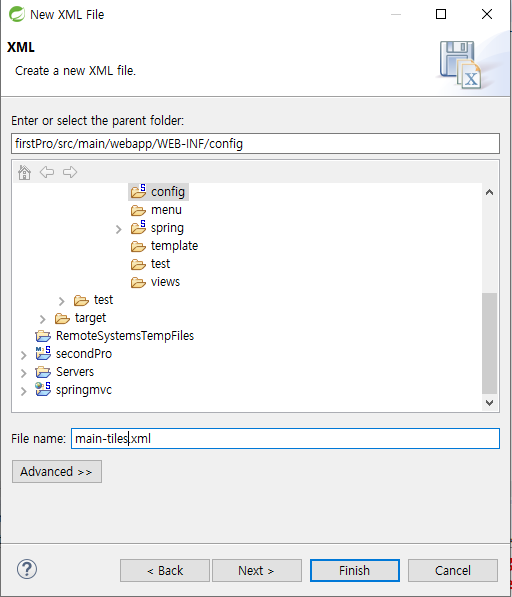 New XML File
XML
Create a new XML file.
Enter or select the parent folder:
firstPro/src/main/webapp/WEB-INF/config
config
menu
spring
template
test
views
test
target
RemoteSystemsTempFiles
secondPro
Servers
springmvc
File name: main-tiles.xml
Advanced >>
< Back Next > Finish Cancel